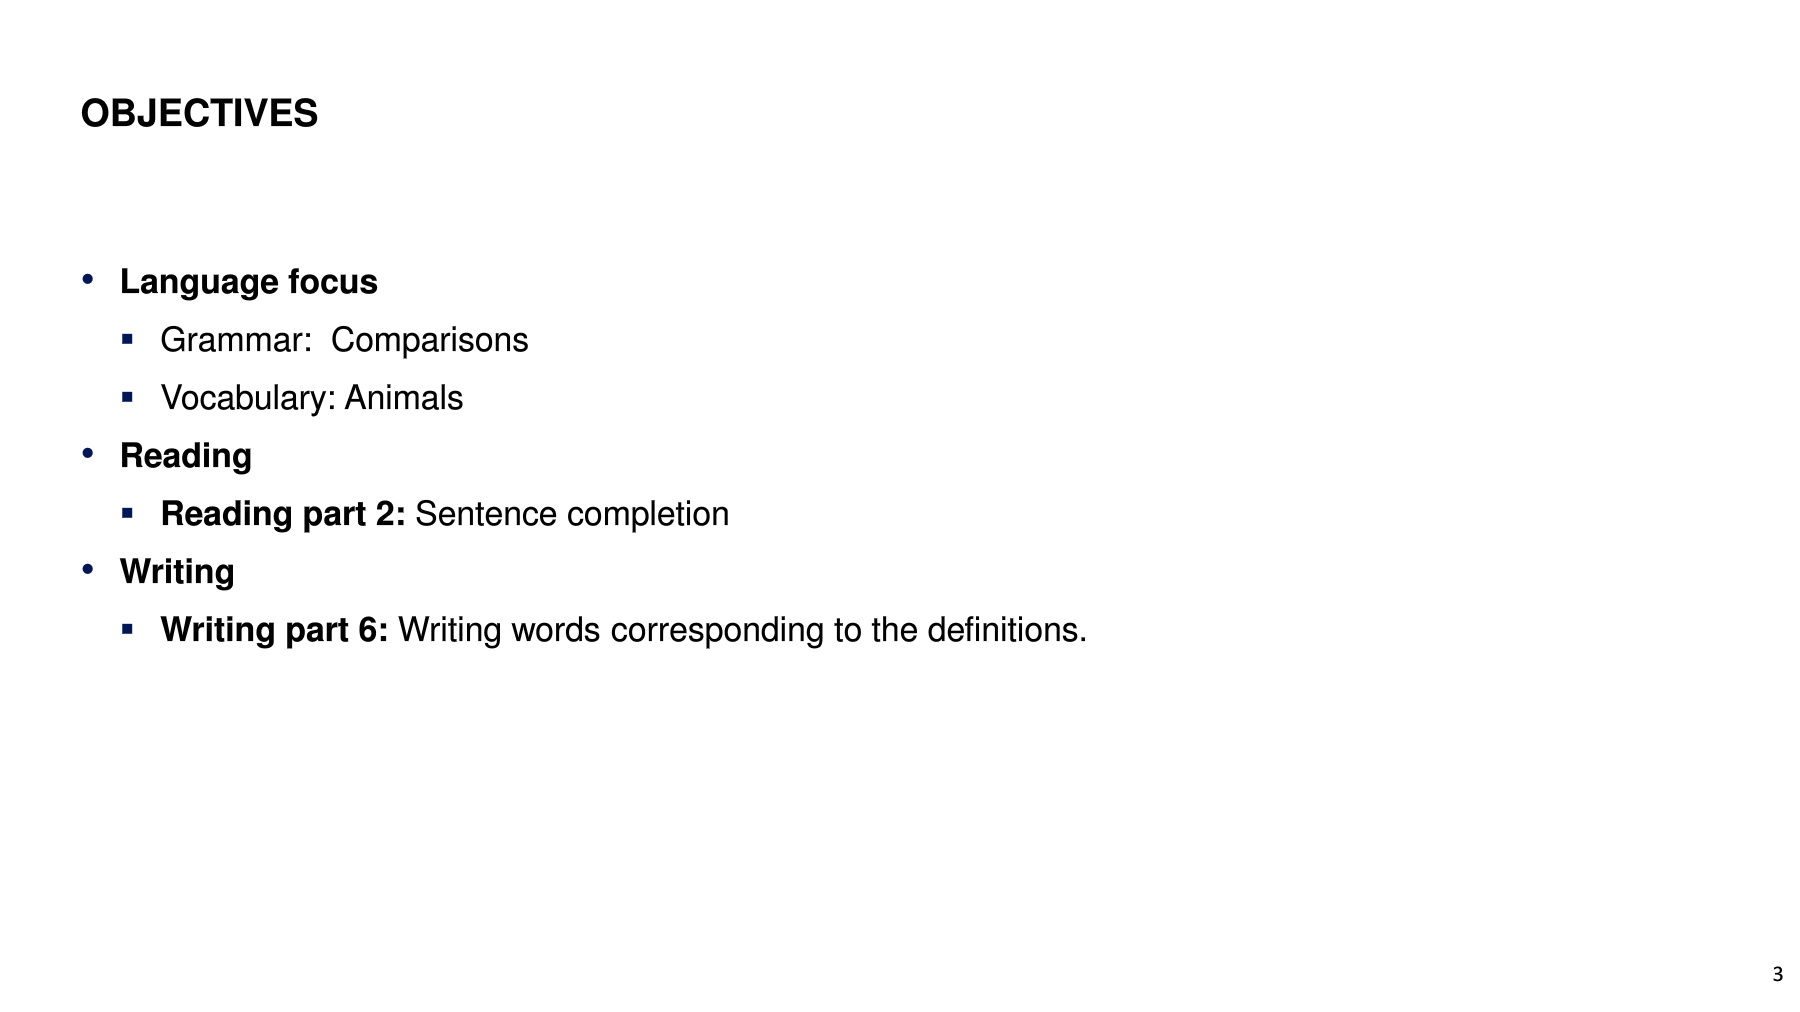 OBJECTIVES
• Language focus
▪ Grammar:  Comparisons
▪ Vocabulary: Animals
• Reading
▪ Reading part 2: Sentence completion
• Writing
▪ Writing part 6: Writing words corresponding to the definitions.
3